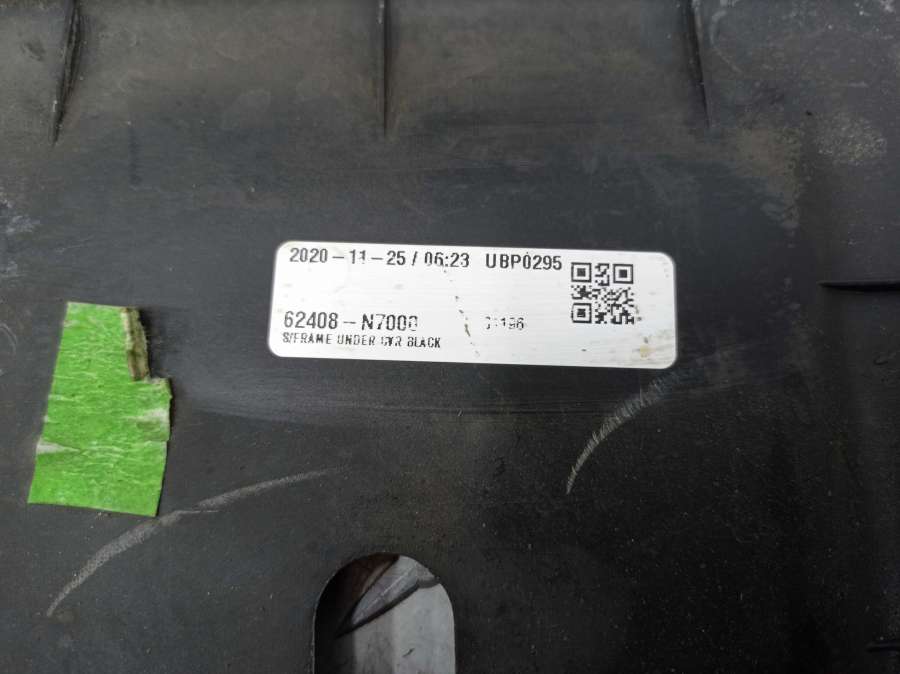 2020-11-25 / 06:23 UBP0295
62408-N7000
S/FRAME UNDER CVR BLACK